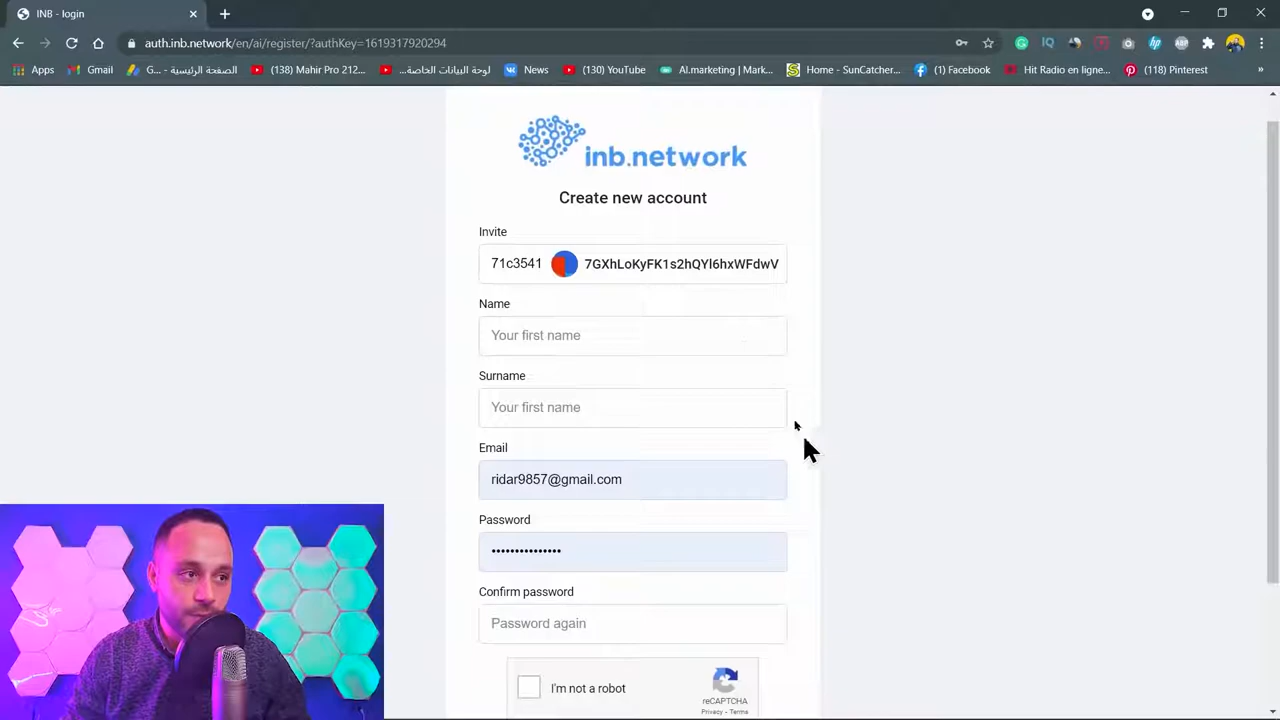 INB - login
auth.inb.network/en/ai/register/?authKey=1619317920294
Apps
Gmail
G... - الصفحة الرئيسية
(138) Mahir Pro 212...
لوحة البيانات الخاصة...
News
(130) YouTube
AI.marketing | Mark...
Home - SunCatcher...
(1) Facebook
Hit Radio en ligne...
(118) Pinterest
inb.network
Create new account
Invite
71c3541 7GXhLoKyFK1s2hQYl6hxWFdwV
Name
Your first name
Surname
Your first name
Email
ridar9857@gmail.com
Password
Confirm password
Password again
I'm not a robot
reCAPTCHA
Privacy - Terms